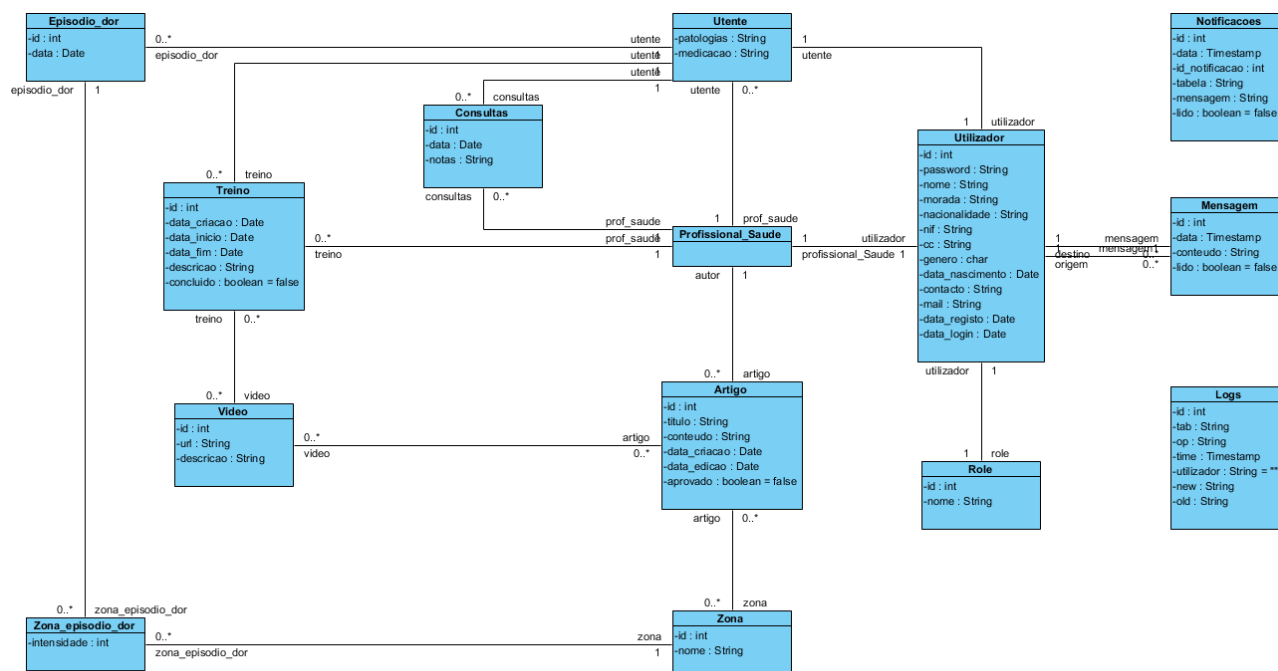 Episodio_dor
-id : int
-data : Date
0..*
episodio_dor
utente
1
episodio_dor
1
Utente
-patologias : String
-medicacao : String
utente
1
utente
1
utente
0..*
1
utente
Notificacoes
-id : int
-data : Timestamp
-id_notificacao : int
-tabela : String
-mensagem : String
-lido : boolean = false
0..*
consultas
Consultas
-id : int
-data : Date
-notas : String
consultas
0..*
1
utilizador
Utilizador
-id : int
-password : String
-nome : String
-morada : String
-nacionalidade : String
-nif : String
-cc : String
-genero : char
-data_nascimento : Date
-contacto : String
-mail : String
-data_registo : Date
-data_login : Date
0..*
treino
Treino
-id : int
-data_criacao : Date
-data_inicio : Date
-data_fim : Date
-descricao : String
-concluido : boolean = false
0..*
treino
prof_saude
prof_saude
1
1
prof_saude
Profissional_Saude
1
utilizador
profissional_Saude
1
Mensagem
-id : int
-data : Timestamp
-conteudo : String
-lido : boolean = false
1
mensagem
destino
mensagem
origem
0..*
autor
1
treino
0..*
0..*
video
Video
-id : int
-url : String
-descricao : String
0..*
video
0..*
artigo
artigo
0..*
Artigo
-id : int
-titulo : String
-conteudo : String
-data_criacao : Date
-data_edicao : Date
-aprovado : boolean = false
artigo
0..*
utilizador
1
1
role
Role
-id : int
-nome : String
Logs
-id : int
-tab : String
-op : String
-time : Timestamp
-utilizador : String = ""
-new : String
-old : String
0..*
zona_episodio_dor
Zona_episodio_dor
-intensidade : int
0..*
zona_episodio_dor
0..*
zona
zona
1
Zona
-id : int
-nome : String